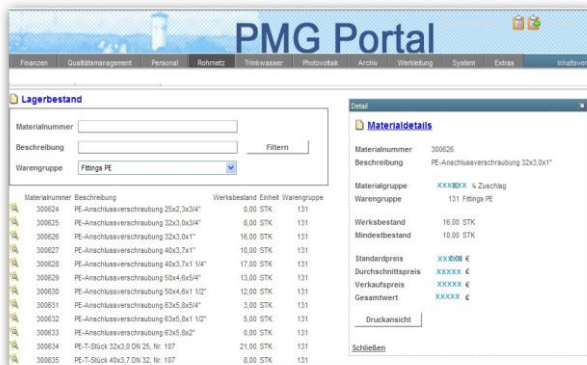 PMG Portal
Finanzen Qualitätsmanagement Personal Rohrnetz Trinkwasser Photovoltaik Archiv Werkleitung System Extras Inhaltsver
Lagerbestand
Materialnummer
Beschreibung Filtern
Warengruppe Fittings PE
Materialnummer Beschreibung Werksbestand Einheit Warengruppe
300624 PE-Anschlussverschraubung 25x2,3x3/4" 0,00 STK 131
300625 PE-Anschlussverschraubung 32x3,0x3/4" 8,00 STK 131
300626 PE-Anschlussverschraubung 32x3,0x1" 16,00 STK 131
300627 PE-Anschlussverschraubung 40x3,7x1" 10,00 STK 131
300628 PE-Anschlussverschraubung 40x3,7x1 1/4" 17,00 STK 131
300629 PE-Anschlussverschraubung 50x4,6x5/4" 13,00 STK 131
300630 PE-Anschlussverschraubung 50x4,6x1 1/2" 12,00 STK 131
300631 PE-Anschlussverschraubung 63x5,8x5/4" 3,00 STK 131
300632 PE-Anschlussverschraubung 63x5,8x1 1/2" 5,00 STK 131
300633 PE-Anschlussverschraubung 63x5,8x2" 0,00 STK 131
300634 PE-T-Stück 32x3,0 DN 25, Nr. 107 21,00 STK 131
300635 PE-T-Stück 40x3,7 DN 32, Nr. 107 8,00 STK 131
Detail
Materialdetails
Materialnummer 300626
Beschreibung PE-Anschlussverschraubung 32x3,0x1"
Materialgruppe % Zuschlag
Warengruppe 131 Fittings PE
Werksbestand 16,00 STK
Mindestbestand 10,00 STK
Standardpreis €
Durchschnittspreis XXXXX €
Verkaufspreis XXXXX €
Gesamtwert XXXXX €
Druckansicht
Schließen